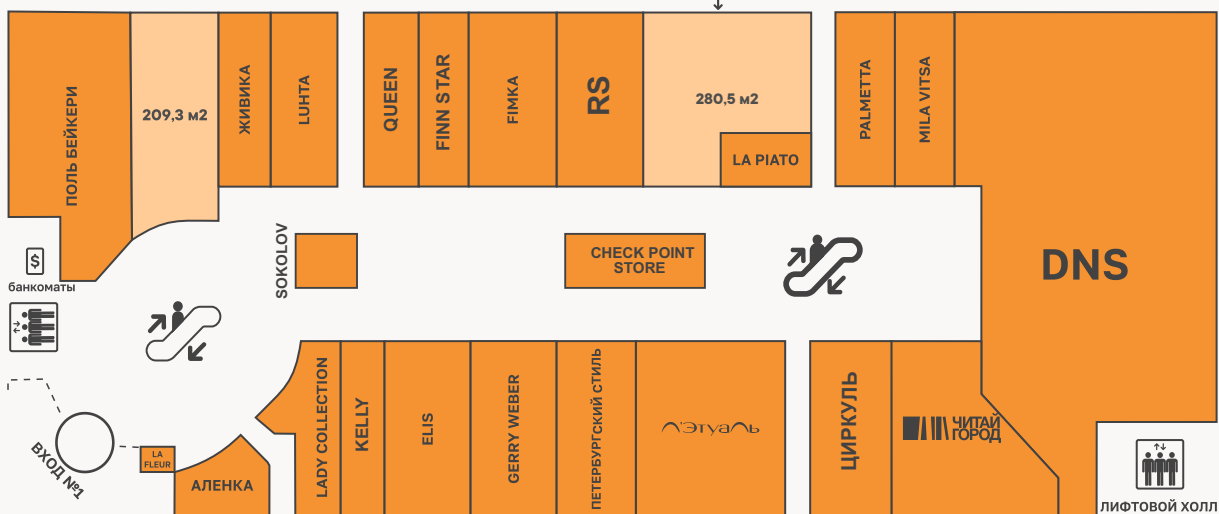 ПОЛЬ БЕЙКЕРИ
209,3 м2
ЖИВИКА
LUHTA
QUEEN
FINN STAR
FIMKA
RS
280,5 м2
LA PIATO
PALMETTA
MILA VITSA
DNS
$
банкоматы
SOKOLOV
CHECK POINT
STORE
ВХОД №1
LA
FLEUR
АЛЕНКА
LADY COLLECTION
KELLY
ELIS
GERRY WEBER
ПЕТЕРБУРГСКИЙ СТИЛЬ
Л'Этуаль
ЦИРКУЛЬ
ЧИТАЙ
ГОРОД
ЛИФТОВОЙ ХОЛЛ